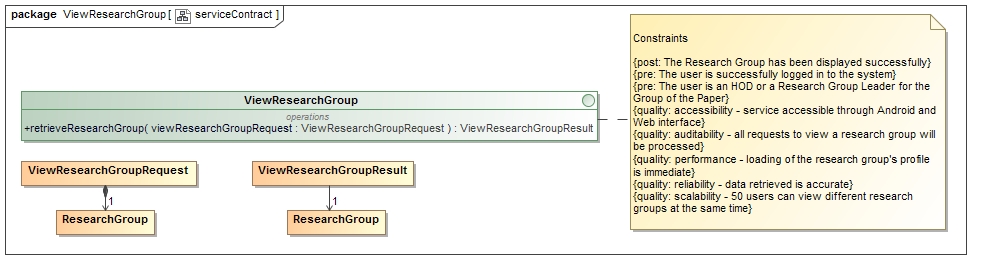 package ViewResearchGroup [ serviceContract ]
ViewResearchGroup
operations
+retrieveResearchGroup( viewResearchGroupRequest : ViewResearchGroupRequest ) : ViewResearchGroupResult
ViewResearchGroupRequest
1
ResearchGroup
ViewResearchGroupResult
1
ResearchGroup
Constraints
{post: The Research Group has been displayed successfully}
{pre: The user is successfully logged in to the system}
{pre: The user is an HOD or a Research Group Leader for the
Group of the Paper}
{quality: accessibility - service accessible through Android and
Web interface}
{quality: auditability - all requests to view a research group will
be processed}
{quality: performance - loading of the research group's profile
is immediate}
{quality: reliability - data retrieved is accurate}
{quality: scalability - 50 users can view different research
groups at the same time}